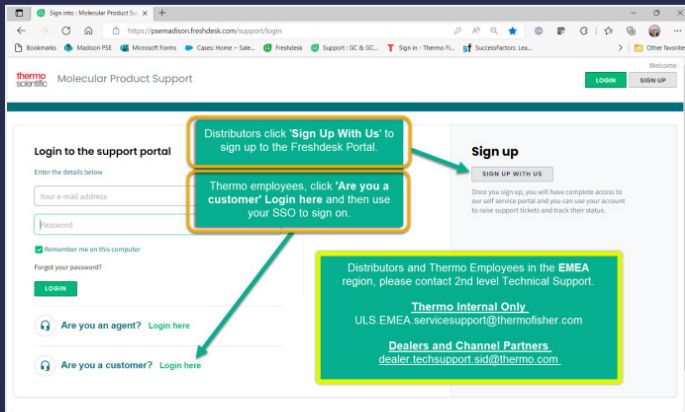 Sign into : Molecular Product Su
https://psemadison.freshdesk.com/support/login
Bookmarks
Madison PSE
Microsoft Forms
Cases: Home ~ Sale...
Freshdesk
Support : GC & GC...
Sign in - Thermo Fi...
SuccessFactors: Lea...
Other favorites
Welcome
thermo
scientific
Molecular Product Support
LOGIN
SIGN UP
Distributors click 'Sign Up With Us' to
sign up to the Freshdesk Portal.
Login to the support portal
Enter the details below
Your e-mail address
Password
Remember me on this computer
Forgot your password?
LOGIN
Are you an agent? Login here
Are you a customer? Login here
Thermo employees, click 'Are you a
customer' Login here and then use
your SSO to sign on.
Sign up
SIGN UP WITH US
Once you sign up, you will have complete access to
our self service portal and you can use your account
to raise support tickets and track their status.
Distributors and Thermo Employees in the EMEA
region, please contact 2nd level Technical Support.
Thermo Internal Only
ULS.EMEA.servicesupport@thermofisher.com
Dealers and Channel Partners
dealer.techsupport.sid@thermo.com